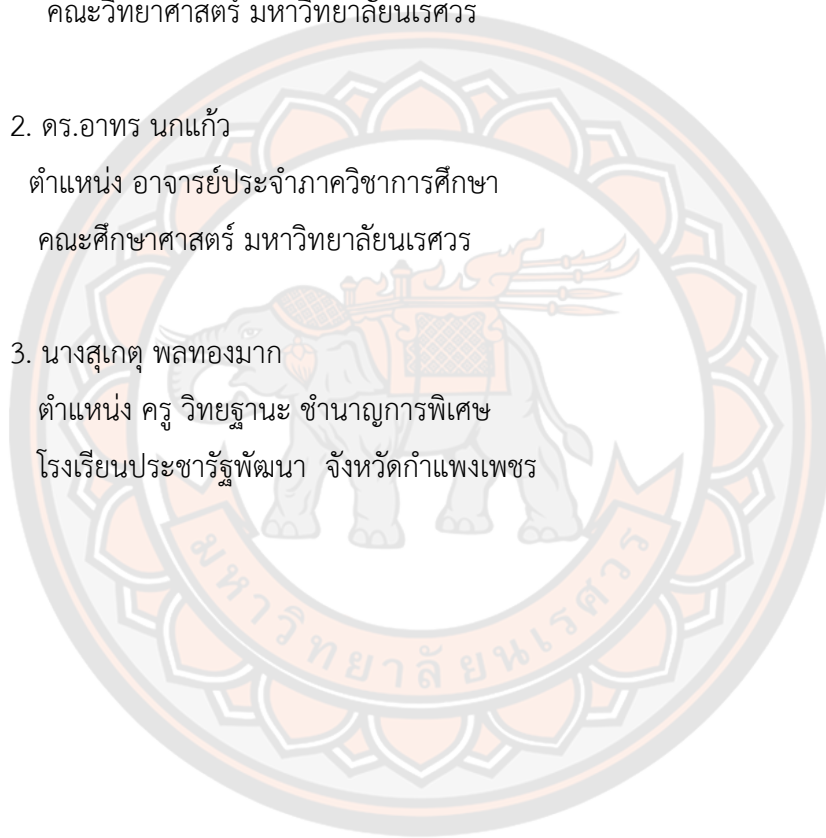 คณะวิทยาศาสตร์ มหาวิทยาลัยนเรศวร
2. ดร.อาทร นกแก้ว
ตำแหน่ง อาจารย์ประจำภาควิชาการศึกษา
คณะศึกษาศาสตร์ มหาวิทยาลัยนเรศวร
3. นางสุเกตุ พลทองมาก
ตำแหน่ง ครู วิทยฐานะ ชำนาญการพิเศษ
โรงเรียนประชารัฐพัฒนา จังหวัดกำแพงเพชร
มหาวิทยาลัยนเรศวร